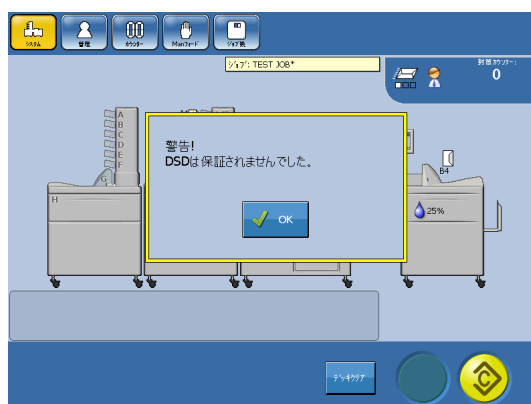 システム
管理
カウンター
Manフィード
ジョブ数
ジョブ: TEST JOB*
封筒カウンター:
0
A
B
C
D
E
F
G
H
警告!
DSDは保証されませんでした。
OK
B4
25%
デッキクリア